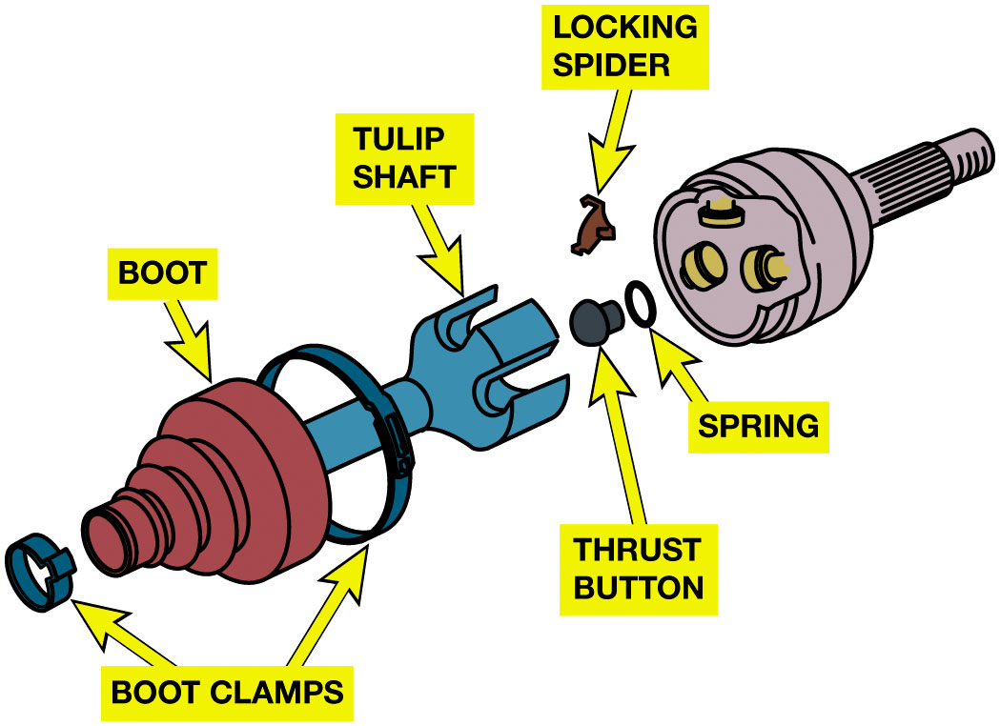 LOCKING
SPIDER
TULIP
SHAFT
BOOT
SPRING
THRUST
BUTTON
BOOT CLAMPS